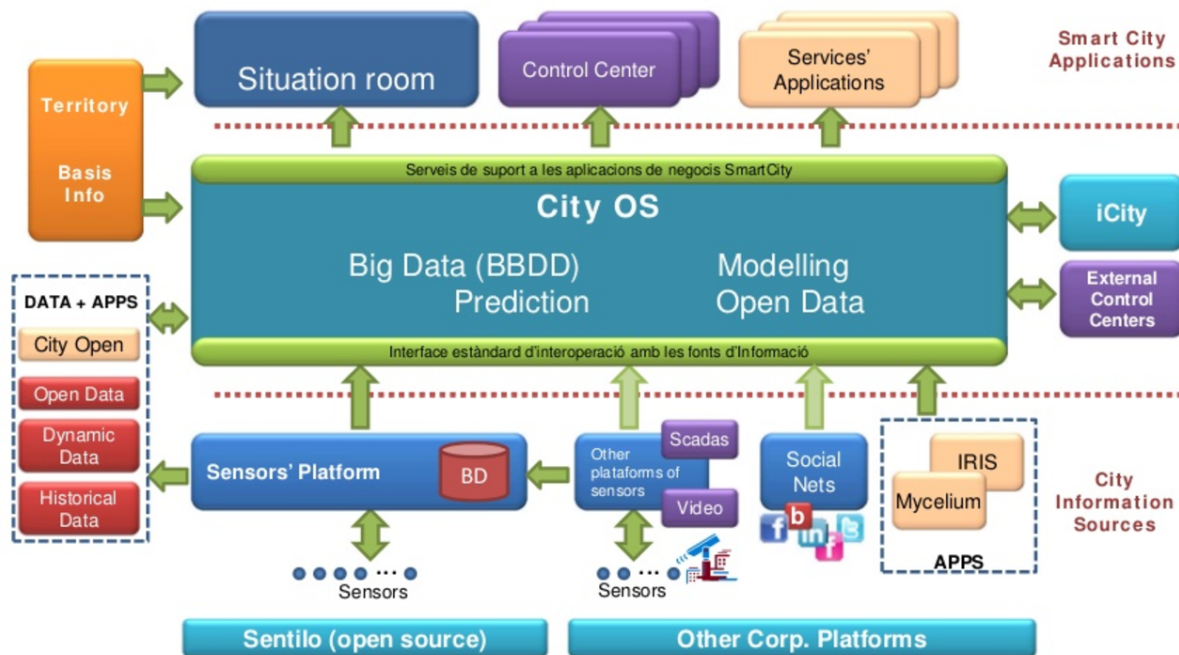 Situation room
Control Center
Services'
Applications
Smart City
Applications
Territory
Basis
Info
Serveis de suport a les aplicacions de negocis SmartCity
City OS
Big Data (BBDD)
Modelling
Prediction
Open Data
Interface estàndard d'interoperació amb les fonts d'Informació
iCity
External
Control
Centers
DATA + APPS
City Open
Open Data
Dynamic
Data
Historical
Data
Sensors' Platform
BD
Other
plataforms of
sensors
Scadas
Video
Social
Nets
f
b
in
f
t
IRIS
Mycelium
APPS
City
Information
Sources
...
Sensors
...
Sensors
Sentilo (open source)
Other Corp. Platforms